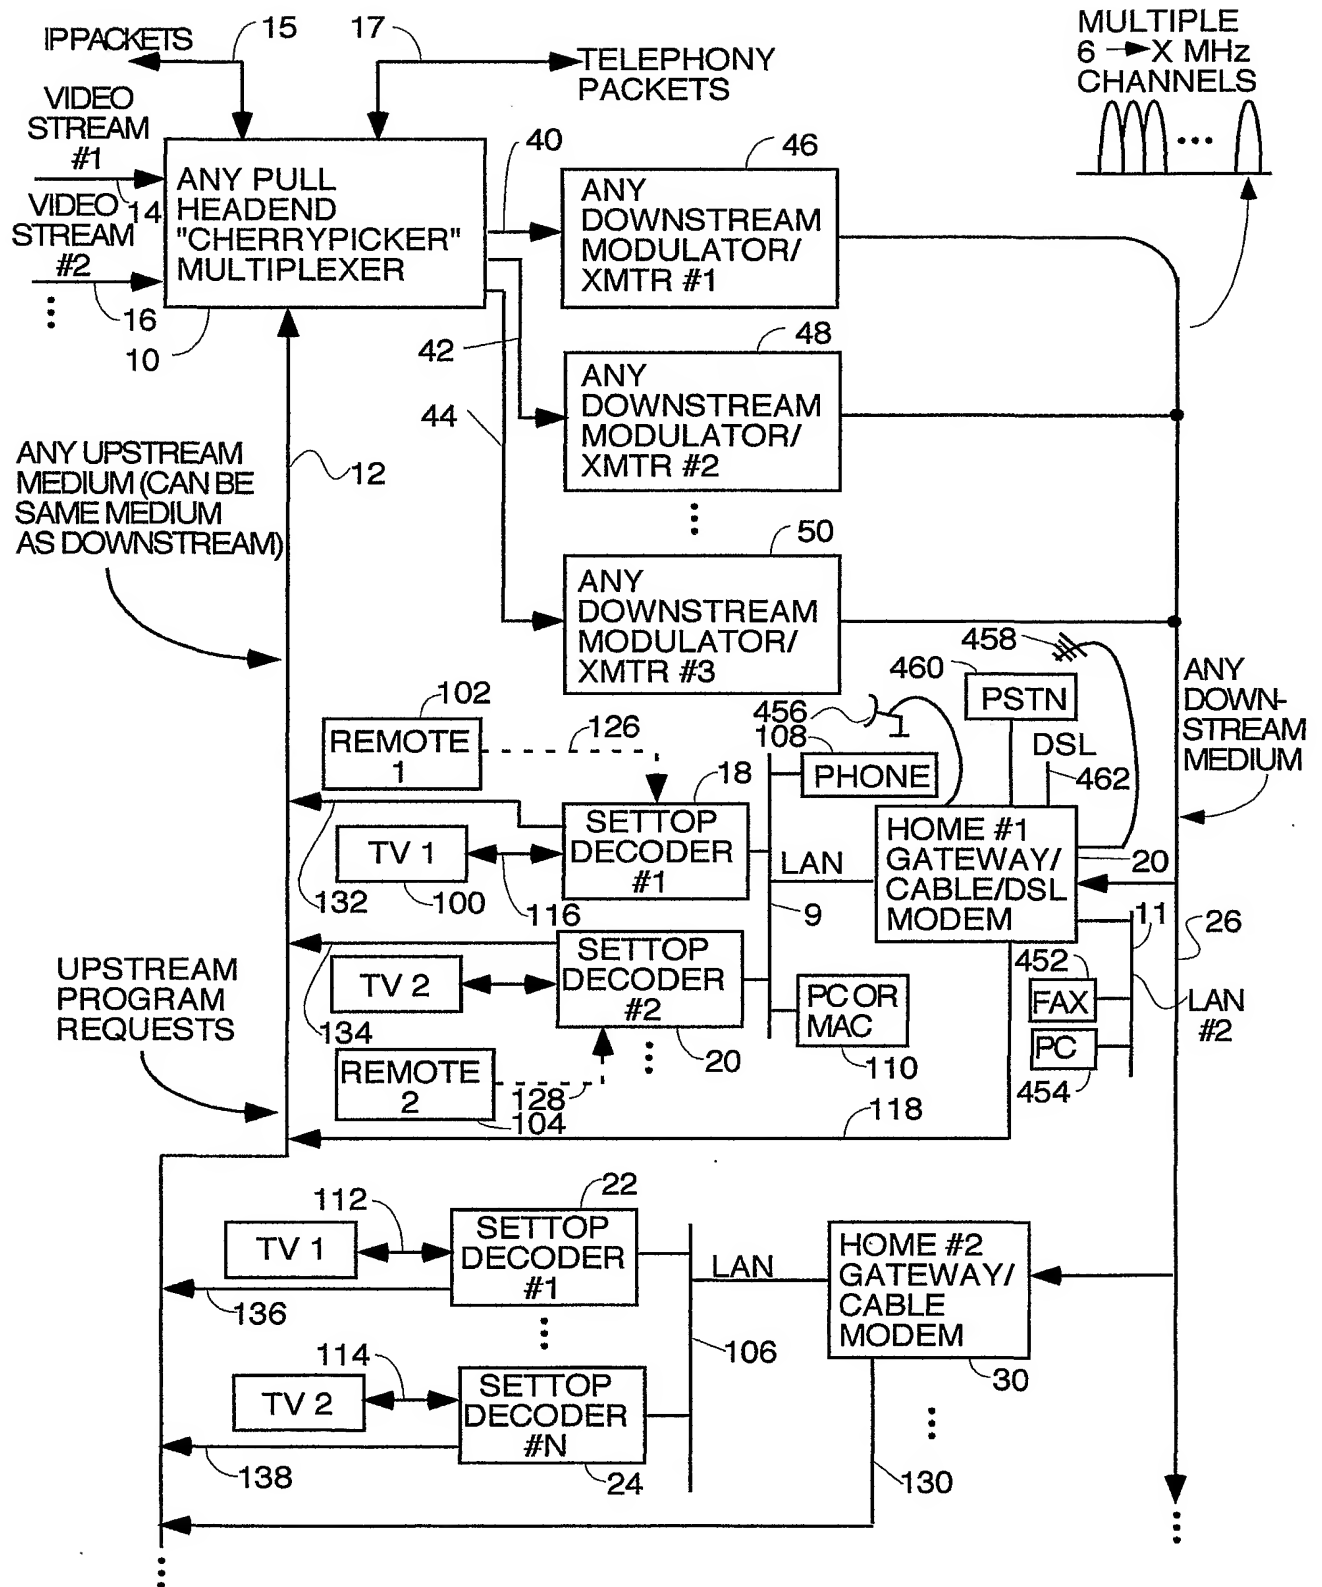 IPPACKETS
15
17
TELEPHONY
PACKETS
MULTIPLE
6 → X MHz
CHANNELS
VIDEO
STREAM
#1
14
VIDEO
STREAM
#2
16
10
ANY PULL
HEADEND
"CHERRYPICKER"
MULTIPLEXER
40
42
44
46
ANY
DOWNSTREAM
MODULATOR/
XMTR #1
48
ANY
DOWNSTREAM
MODULATOR/
XMTR #2
50
ANY
DOWNSTREAM
MODULATOR/
XMTR #3
ANY UPSTREAM
MEDIUM (CAN BE
SAME MEDIUM
AS DOWNSTREAM)
12
458
460
PSTN
DSL
462
ANY
DOWN-
STREAM
MEDIUM
456
108
PHONE
102
REMOTE
1
126
18
SETTOP
DECODER
#1
TV 1
132
100
116
LAN
9
HOME #1
GATEWAY/
CABLE/DSL
MODEM
20
11
26
452
FAX
LAN
#2
PC
454
SETTOP
DECODER
#2
TV 2
134
20
PC OR
MAC
110
REMOTE
2
104
128
118
UPSTREAM
PROGRAM
REQUESTS
22
112
TV 1
SETTOP
DECODER
#1
136
LAN
106
HOME #2
GATEWAY/
CABLE
MODEM
30
114
TV 2
SETTOP
DECODER
#N
138
24
130